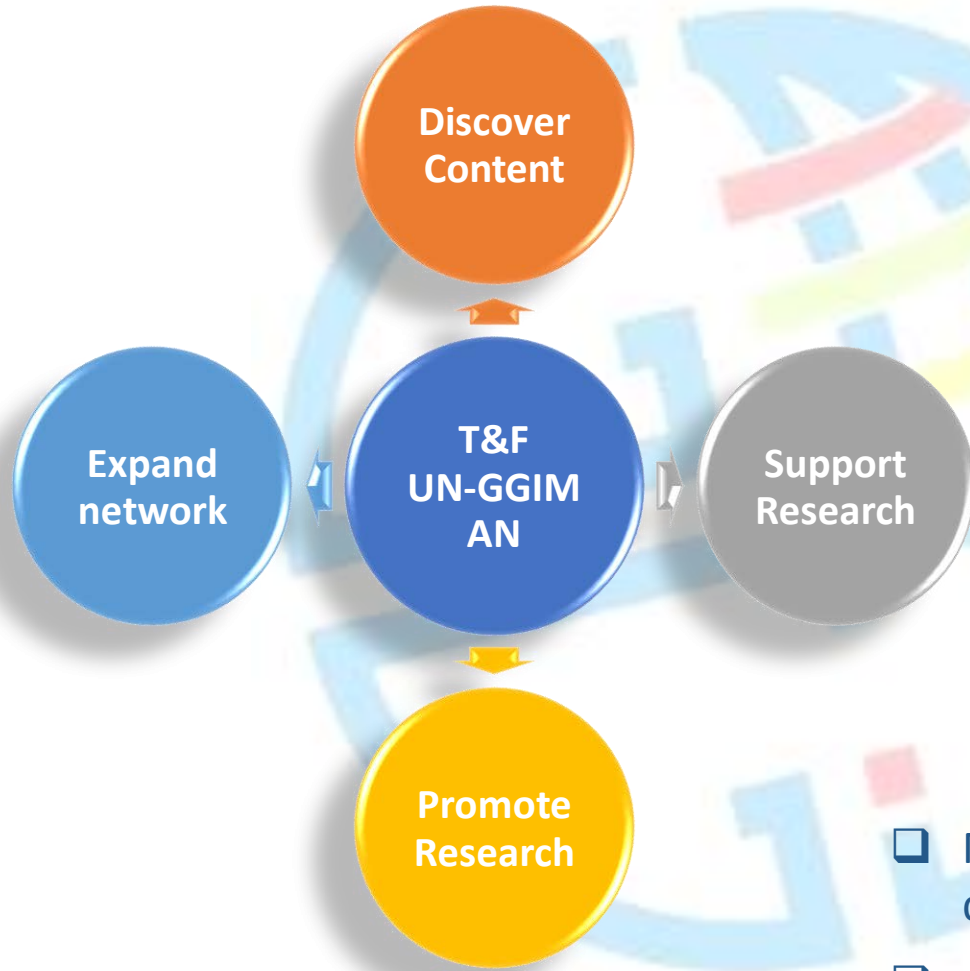 Discover
Content
Expand
network
T&F
UN-GGIM
AN
Support
Research
Promote
Research